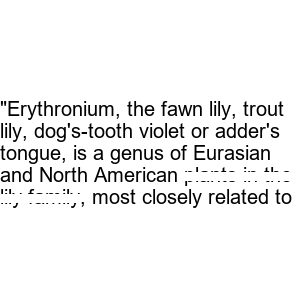 "Erythronium, the fawn lily, trout
lily, dog's-tooth violet or adder's
tongue, is a genus of Eurasian
and North American plants in the
lily family, most closely related to